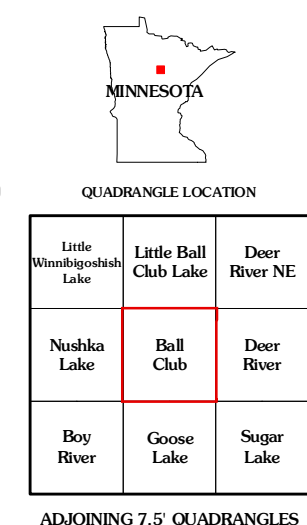 MINNESOTA
QUADRANGLE LOCATION
Little
Winnibigoshish
Lake
Little Ball
Club Lake
Deer
River NE
Nushka
Lake
Ball
Club
Deer
River
Boy
River
Goose
Lake
Sugar
Lake
ADJOINING 7.5' QUADRANGLES